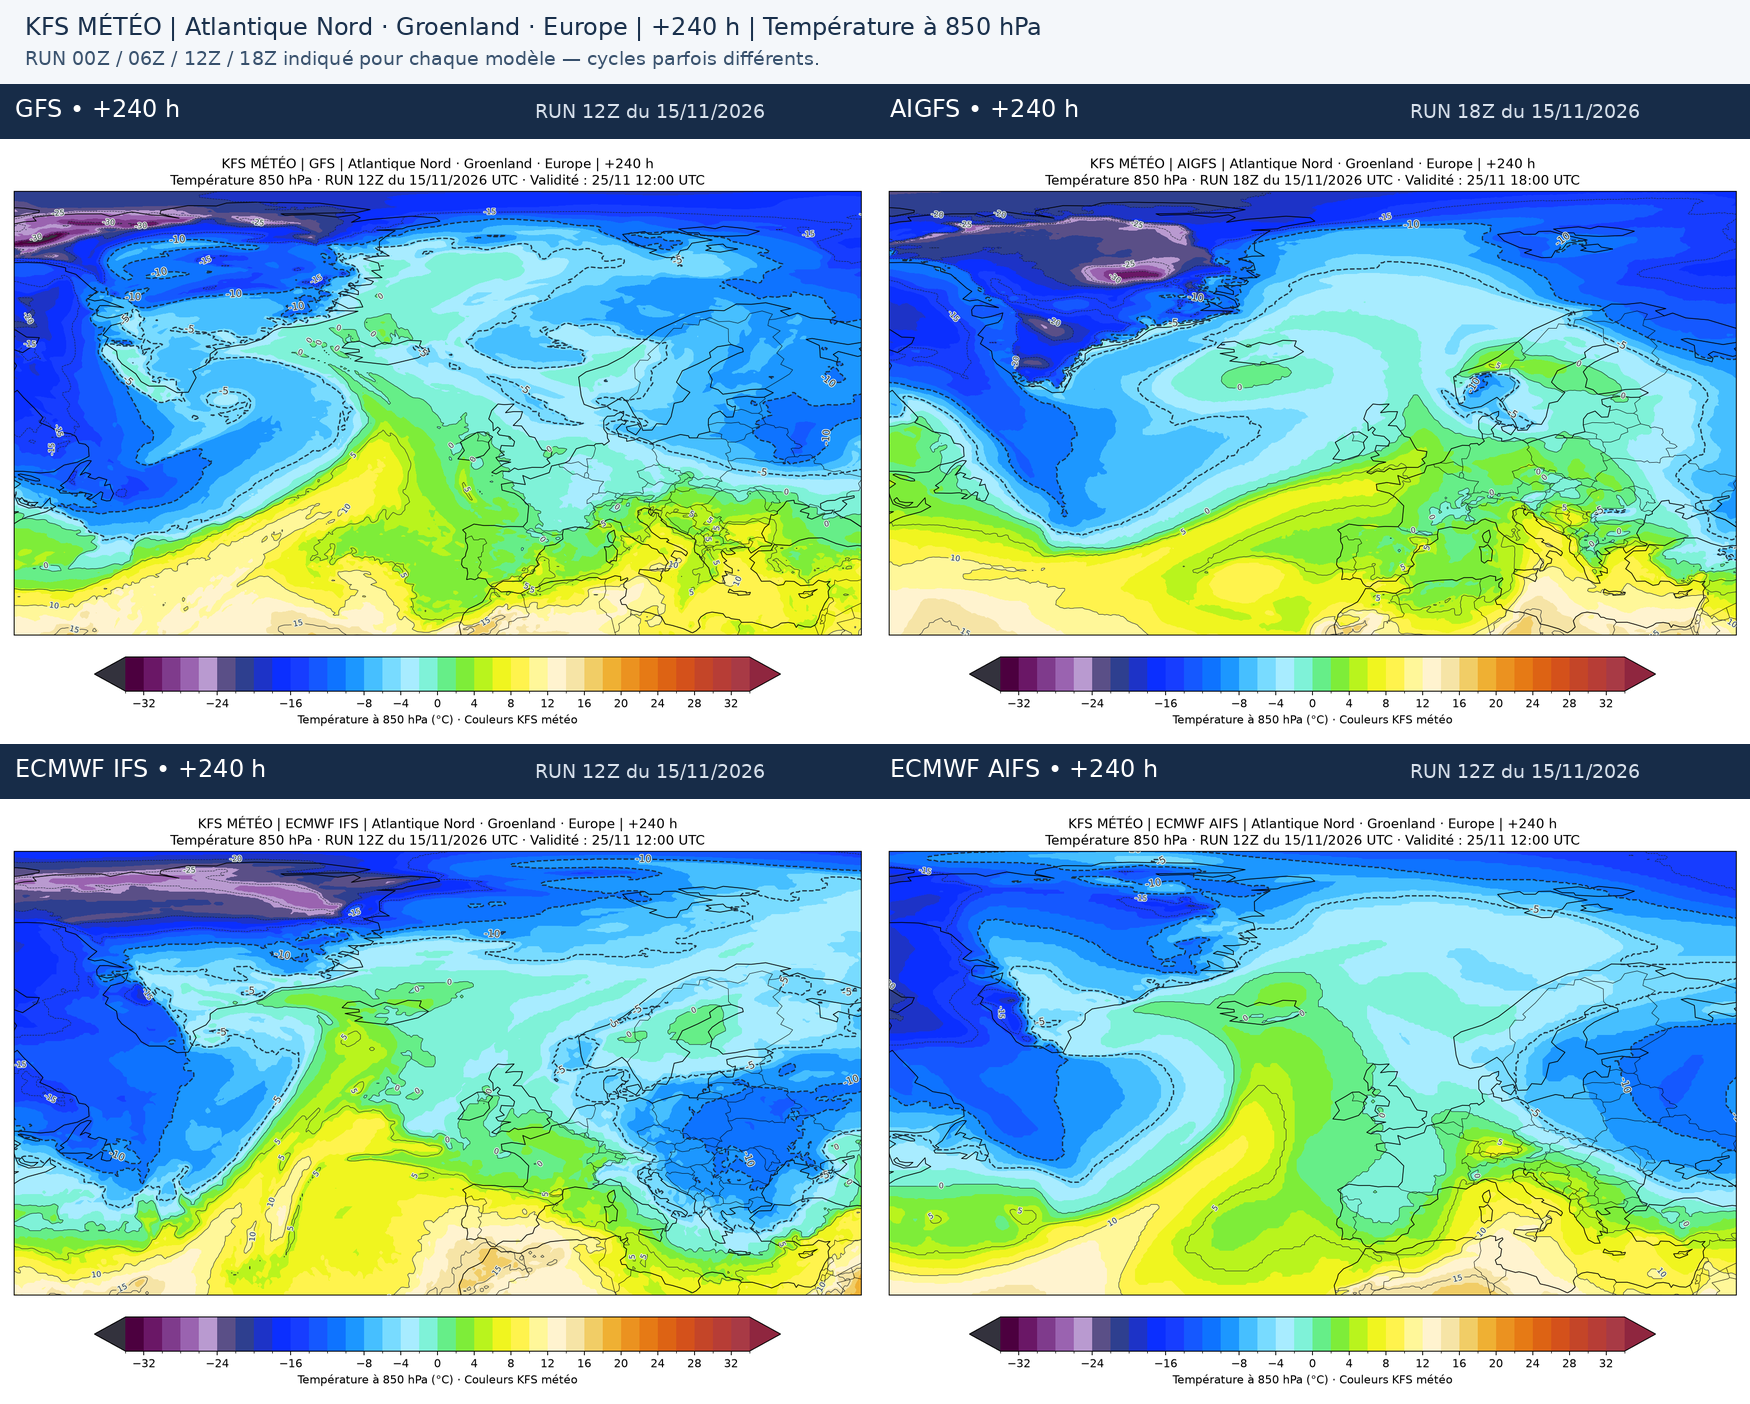 KFS MÉTÉO | Atlantique Nord · Groenland · Europe | +240 h | Température à 850 hPa
RUN 00Z / 06Z / 12Z / 18Z indiqué pour chaque modèle — cycles parfois différents.
GFS • +240 h
RUN 12Z du 15/11/2026
AIGFS • +240 h
RUN 18Z du 15/11/2026
KFS MÉTÉO | GFS | Atlantique Nord · Groenland · Europe | +240 h
Température 850 hPa · RUN 12Z du 15/11/2026 UTC · Validité : 25/11 12:00 UTC
KFS MÉTÉO | AIGFS | Atlantique Nord · Groenland · Europe | +240 h
Température 850 hPa · RUN 18Z du 15/11/2026 UTC · Validité : 25/11 18:00 UTC
−32 −24 −16 −8 −4 0 4 8 12 16 20 24 28 32
Température à 850 hPa (°C) · Couleurs KFS météo
−32 −24 −16 −8 −4 0 4 8 12 16 20 24 28 32
Température à 850 hPa (°C) · Couleurs KFS météo
ECMWF IFS • +240 h
RUN 12Z du 15/11/2026
ECMWF AIFS • +240 h
RUN 12Z du 15/11/2026
KFS MÉTÉO | ECMWF IFS | Atlantique Nord · Groenland · Europe | +240 h
Température 850 hPa · RUN 12Z du 15/11/2026 UTC · Validité : 25/11 12:00 UTC
KFS MÉTÉO | ECMWF AIFS | Atlantique Nord · Groenland · Europe | +240 h
Température 850 hPa · RUN 12Z du 15/11/2026 UTC · Validité : 25/11 12:00 UTC
−32 −24 −16 −8 −4 0 4 8 12 16 20 24 28 32
Température à 850 hPa (°C) · Couleurs KFS météo
−32 −24 −16 −8 −4 0 4 8 12 16 20 24 28 32
Température à 850 hPa (°C) · Couleurs KFS météo